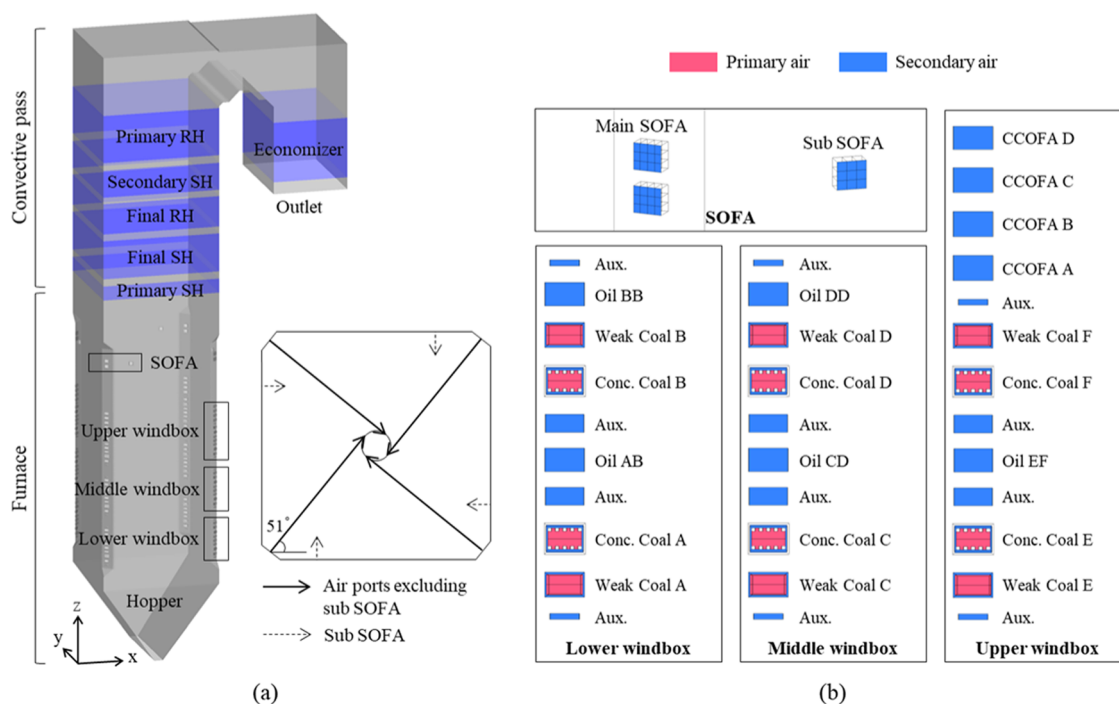 Convective pass
Primary RH
Secondary SH
Final RH
Final SH
Primary SH
Economizer
Outlet
Furnace
SOFA
Upper windbox
Middle windbox
Lower windbox
Hopper
z
y
x
51°
Air ports excluding
sub SOFA
Sub SOFA
(a)
Primary air
Secondary air
Main SOFA
Sub SOFA
SOFA
Aux.
Oil BB
Weak Coal B
Conc. Coal B
Aux.
Oil AB
Aux.
Conc. Coal A
Weak Coal A
Aux.
Lower windbox
Aux.
Oil DD
Weak Coal D
Conc. Coal D
Aux.
Oil CD
Aux.
Conc. Coal C
Weak Coal C
Aux.
Middle windbox
CCOFA D
CCOFA C
CCOFA B
CCOFA A
Aux.
Weak Coal F
Conc. Coal F
Aux.
Oil EF
Aux.
Conc. Coal E
Weak Coal E
Aux.
Upper windbox
(b)